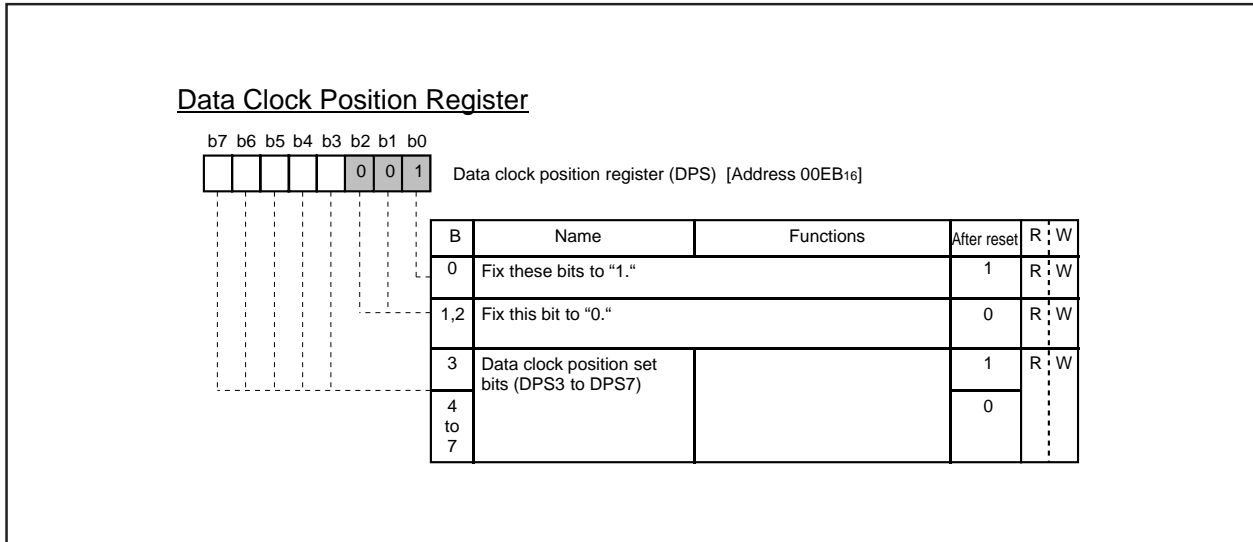 Data Clock Position Register
b7 b6 b5 b4 b3 b2 b1 b0
0 0 1
Data clock position register (DPS) [Address 00EB16]
B Name Functions After reset R W
0 Fix these bits to “1.“ 1 R W
1,2 Fix this bit to “0.“ 0 R W
3 Data clock position set 1 R W
bits (DPS3 to DPS7)
4 0
to
7